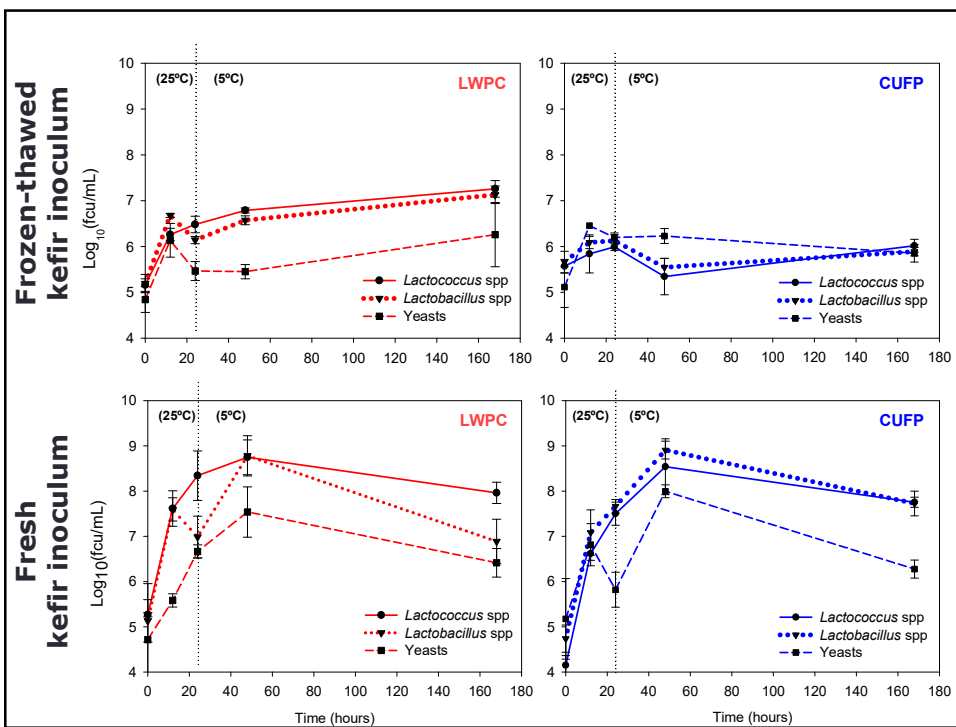 Frozen-thawed
kefir inoculum
Log10(fcu/mL)
10
9
8
7
6
5
4
(25ºC)
(5ºC)
LWPC
Lactococcus spp
Lactobacillus spp
Yeasts
0 20 40 60 80 100 120 140 160 180
10
9
8
7
6
5
4
(25ºC)
(5ºC)
CUFP
Lactococcus spp
Lactobacillus spp
Yeasts
0 20 40 60 80 100 120 140 160 180
Fresh
kefir inoculum
Log10(fcu/mL)
10
9
8
7
6
5
4
(25ºC)
(5ºC)
LWPC
Lactococcus spp
Lactobacillus spp
Yeasts
0 20 40 60 80 100 120 140 160 180
Time (hours)
10
9
8
7
6
5
4
(25ºC)
(5ºC)
CUFP
Lactococcus spp
Lactobacillus spp
Yeasts
0 20 40 60 80 100 120 140 160 180
Time (hours)